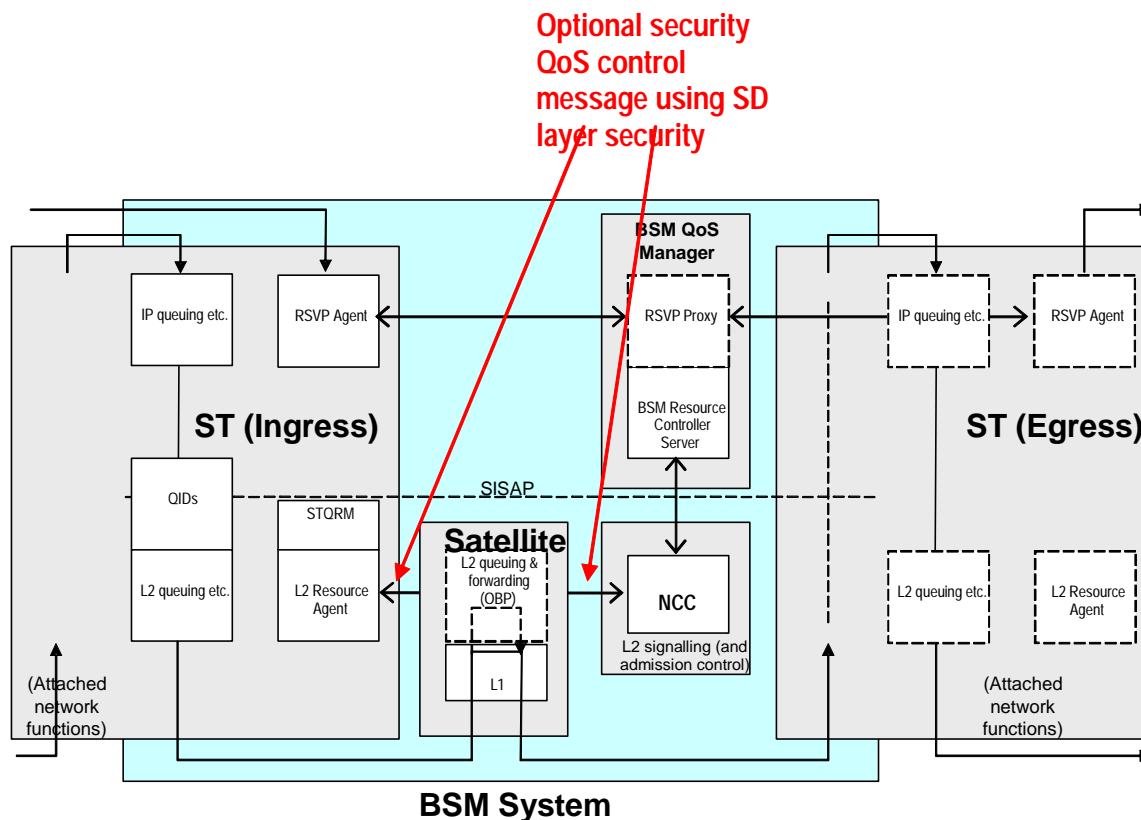 Optional security
QoS control
message using SD
layer security
BSM QoS
Manager
IP queuing etc.
RSVP Agent
RSVP Proxy
IP queuing etc.
RSVP Agent
BSM Resource
Controller
Server
ST (Ingress)
ST (Egress)
QIDs
SISAP
STQRM
Satellite
L2 queuing etc.
L2 Resource
Agent
L2 queuing &
forwarding
(OBP)
NCC
L2 queuing etc.
L2 Resource
Agent
L2 signalling (and
admission control)
L1
(Attached
network
functions)
(Attached
network
functions)
BSM System